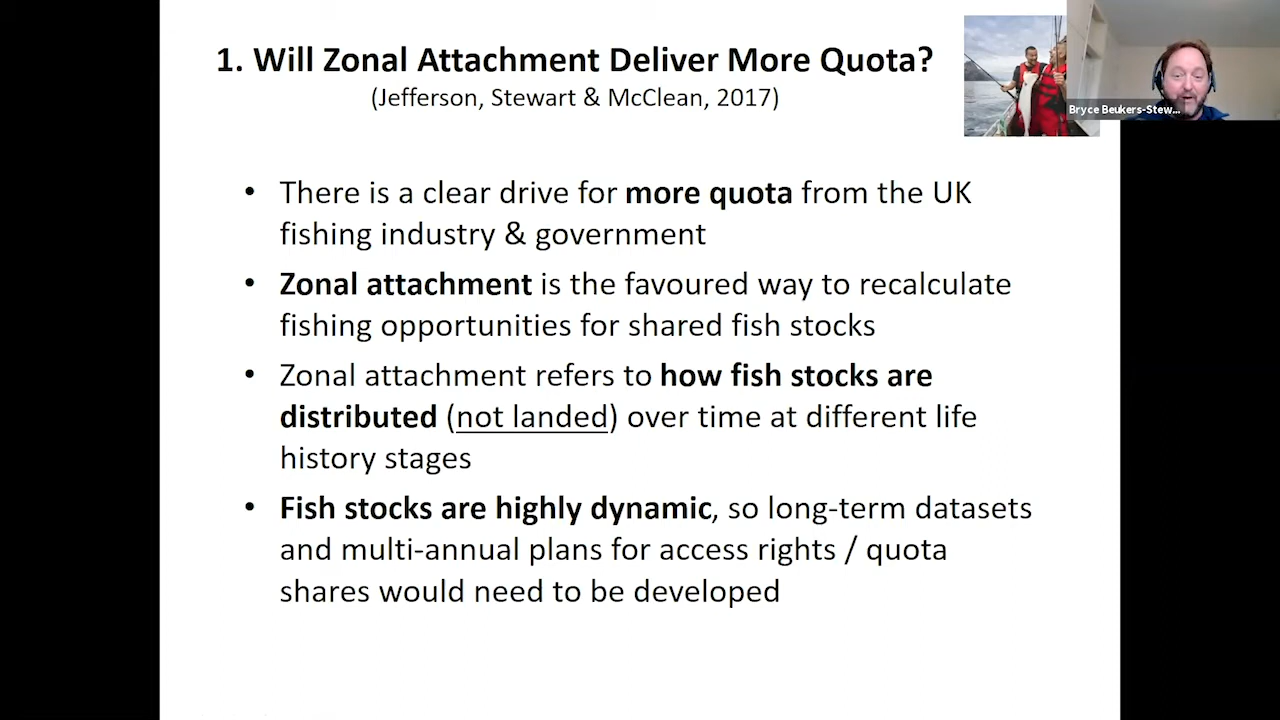 1. Will Zonal Attachment Deliver More Quota?
(Jefferson, Stewart & McClean, 2017)
Bryce Beukers-Stew...
• There is a clear drive for more quota from the UK
fishing industry & government
• Zonal attachment is the favoured way to recalculate
fishing opportunities for shared fish stocks
• Zonal attachment refers to how fish stocks are
distributed (not landed) over time at different life
history stages
• Fish stocks are highly dynamic, so long-term datasets
and multi-annual plans for access rights / quota
shares would need to be developed